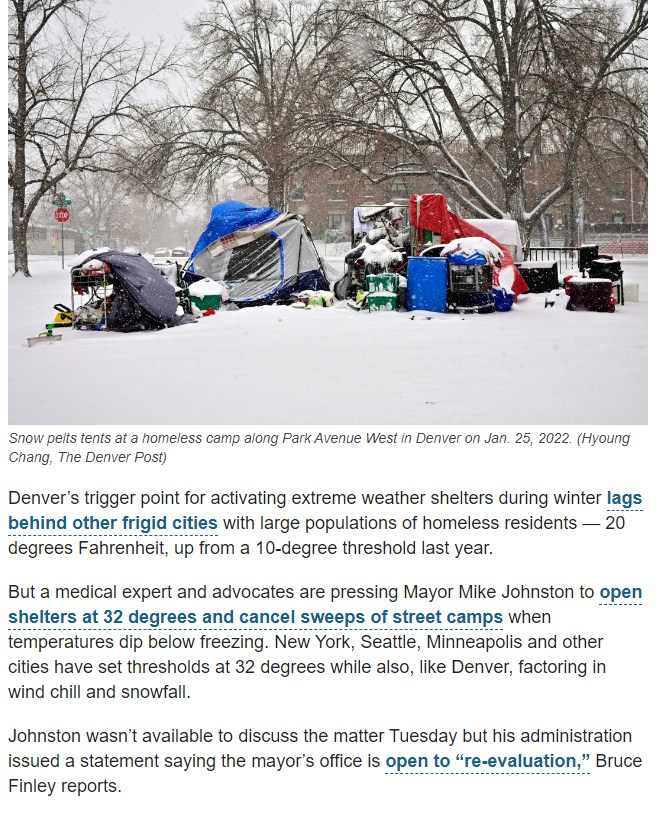 STOP
Snow pelts tents at a homeless camp along Park Avenue West in Denver on Jan. 25, 2022. (Hyoung
Chang, The Denver Post)
Denver’s trigger point for activating extreme weather shelters during winter lags
behind other frigid cities with large populations of homeless residents — 20
degrees Fahrenheit, up from a 10-degree threshold last year.
But a medical expert and advocates are pressing Mayor Mike Johnston to open
shelters at 32 degrees and cancel sweeps of street camps when
temperatures dip below freezing. New York, Seattle, Minneapolis and other
cities have set thresholds at 32 degrees while also, like Denver, factoring in
wind chill and snowfall.
Johnston wasn’t available to discuss the matter Tuesday but his administration
issued a statement saying the mayor’s office is open to “re-evaluation,” Bruce
Finley reports.